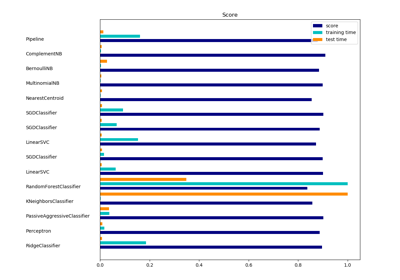 Score
score
training time
test time
Pipeline
ComplementNB
BernoulliNB
MultinomialNB
NearestCentroid
SGDClassifier
SGDClassifier
LinearSVC
SGDClassifier
LinearSVC
RandomForestClassifier
KNeighborsClassifier
PassiveAggressiveClassifier
Perceptron
RidgeClassifier
0.0 0.2 0.4 0.6 0.8 1.0